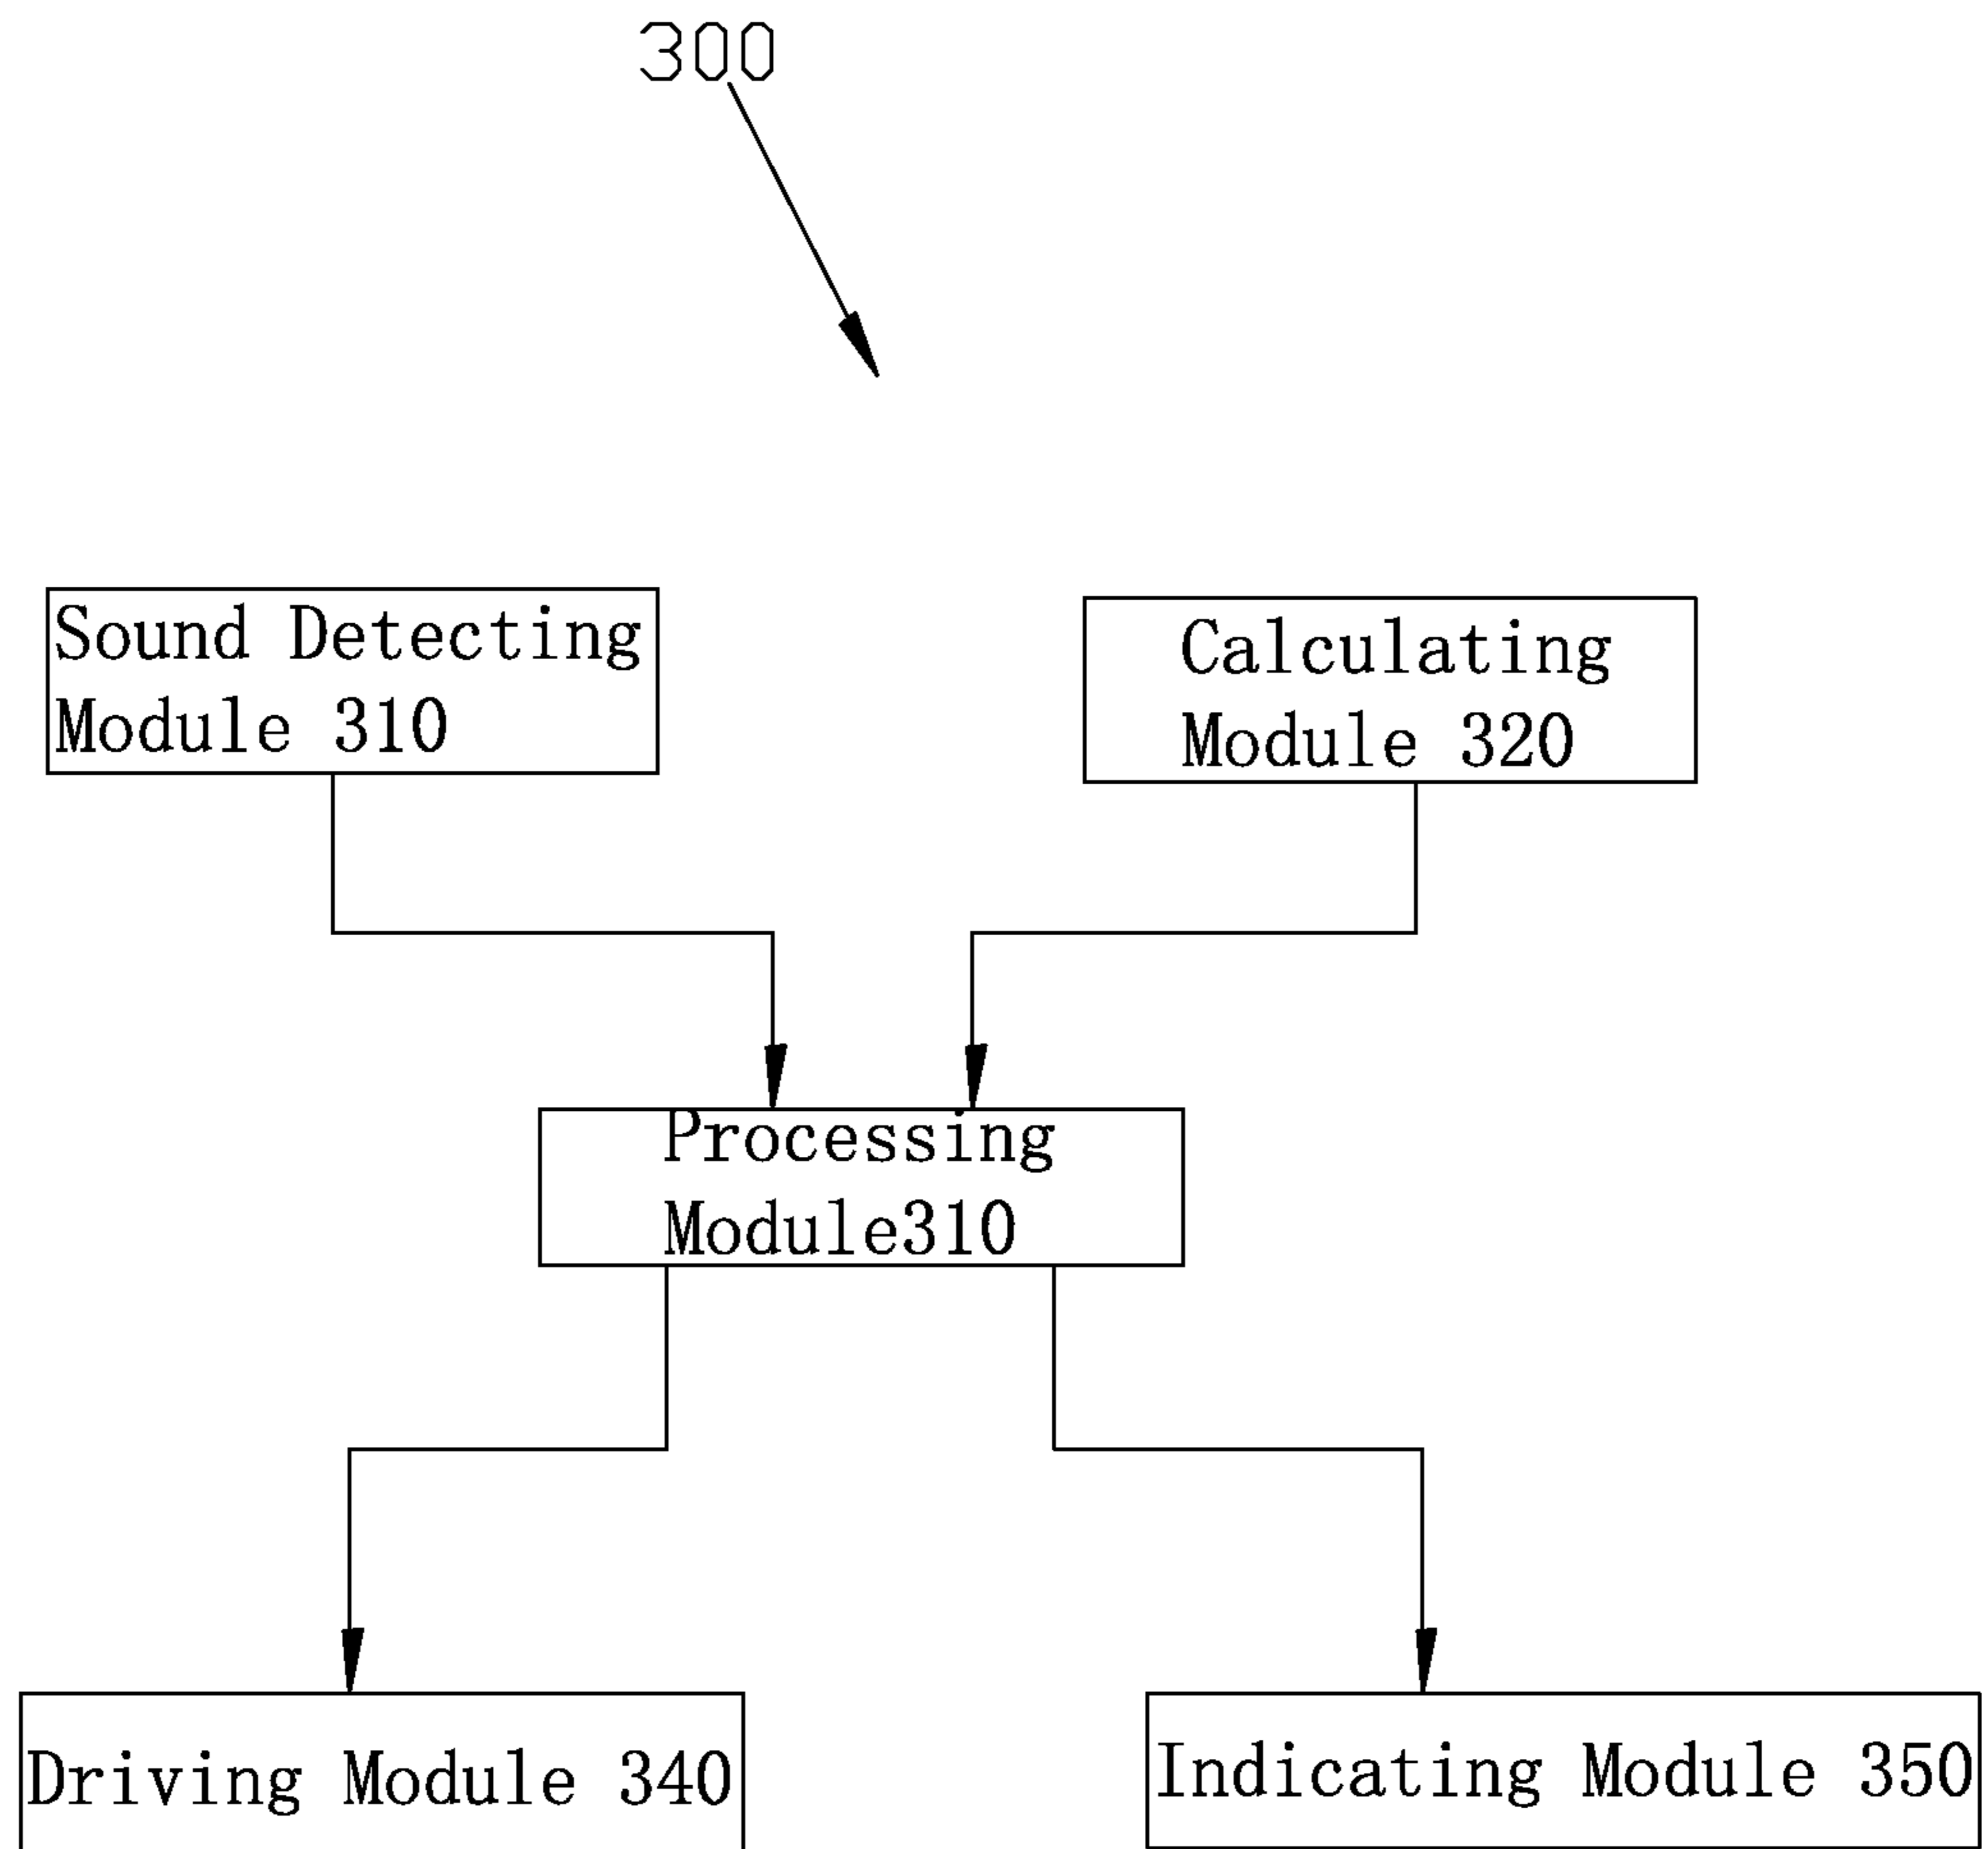 300
Sound Detecting
Module 310
Calculating
Module 320
Processing
Module310
Driving Module 340
Indicating Module 350